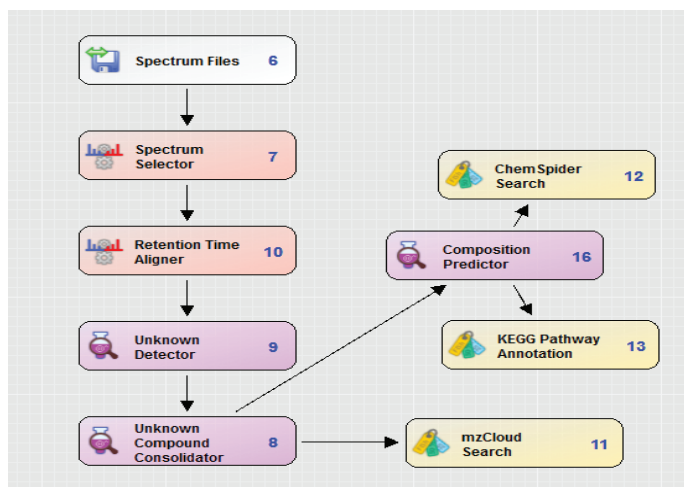 Spectrum Files 6
Spectrum
Selector 7
Retention Time
Aligner 10
Unknown
Detector 9
Unknown
Compound
Consolidator 8
ChemSpider
Search 12
Composition
Predictor 16
KEGG Pathway
Annotation 13
mzCloud
Search 11